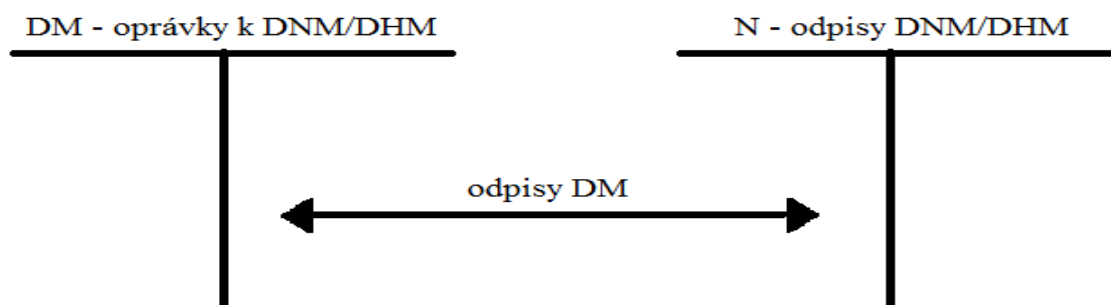 DM - oprávky k DNM/DHM
N - odpisy DNM/DHM
odpisy DM